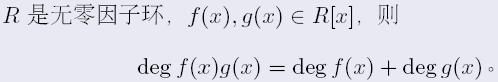 R 是无零因子环，f(x), g(x) ∈ R[x]，则
deg f(x)g(x) = deg f(x) + deg g(x)。